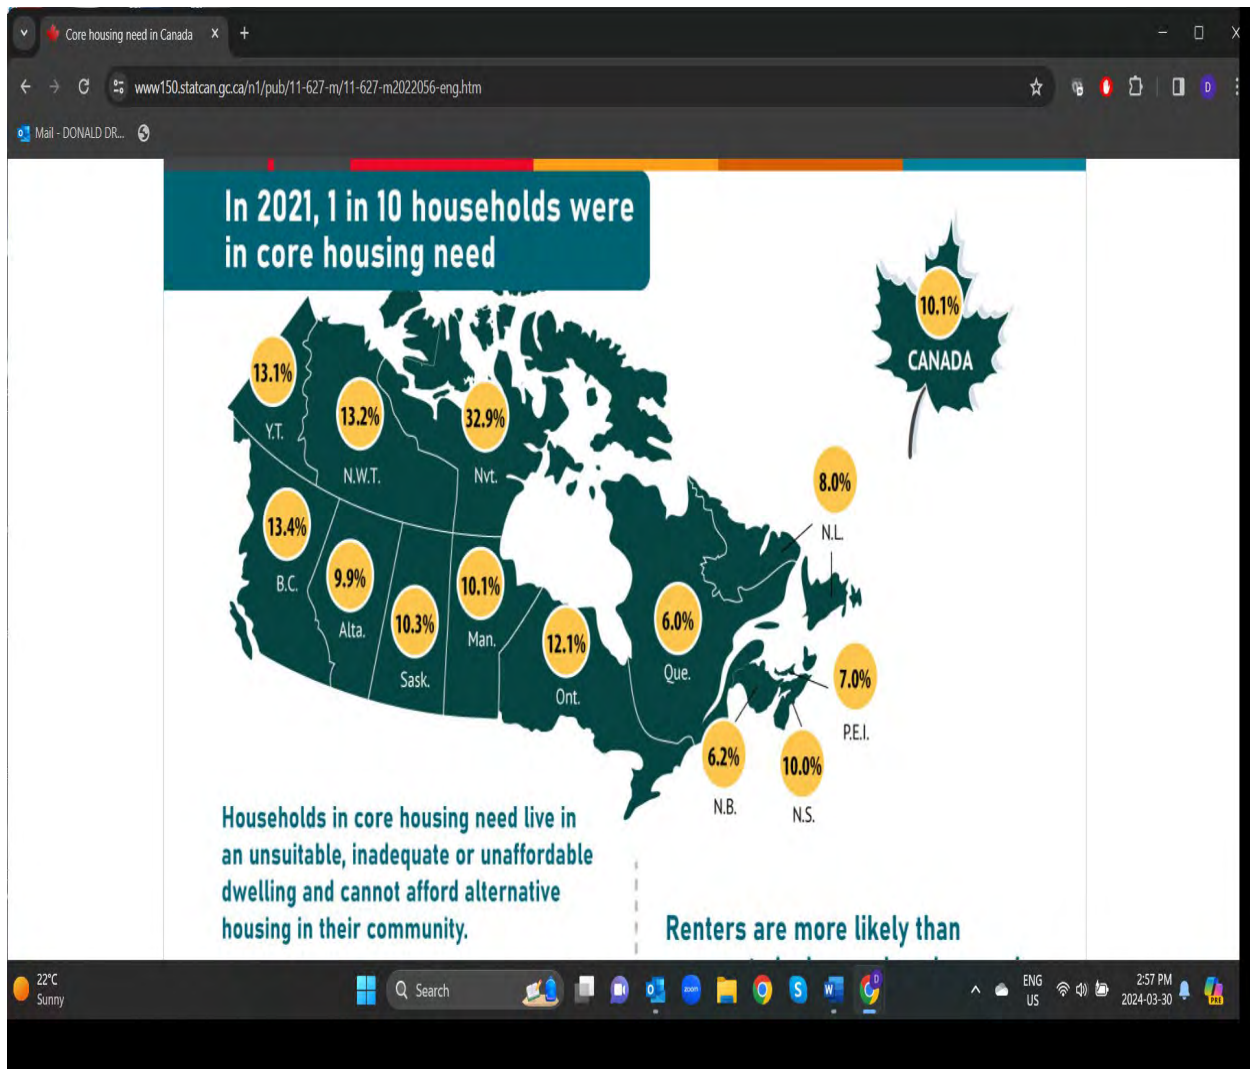 Core housing need in Canada
www150.statcan.gc.ca/n1/pub/11-627-m/11-627-m2022056-eng.htm
D
Mail - DONALD DR...
In 2021, 1 in 10 households were
in core housing need
10.1%
CANADA
13.1%
Y.T.
13.2%
N.W.T.
32.9%
Nvt.
8.0%
N.L.
13.4%
B.C.
9.9%
Alta.
10.3%
Sask.
10.1%
Man.
12.1%
Ont.
6.0%
Que.
7.0%
P.E.I.
6.2%
N.B.
10.0%
N.S.
Households in core housing need live in
an unsuitable, inadequate or unaffordable
dwelling and cannot afford alternative
housing in their community.
Renters are more likely than
22°C
Sunny
Search
zoom
S
W
D
ENG
US
2:57 PM
2024-03-30
PRE